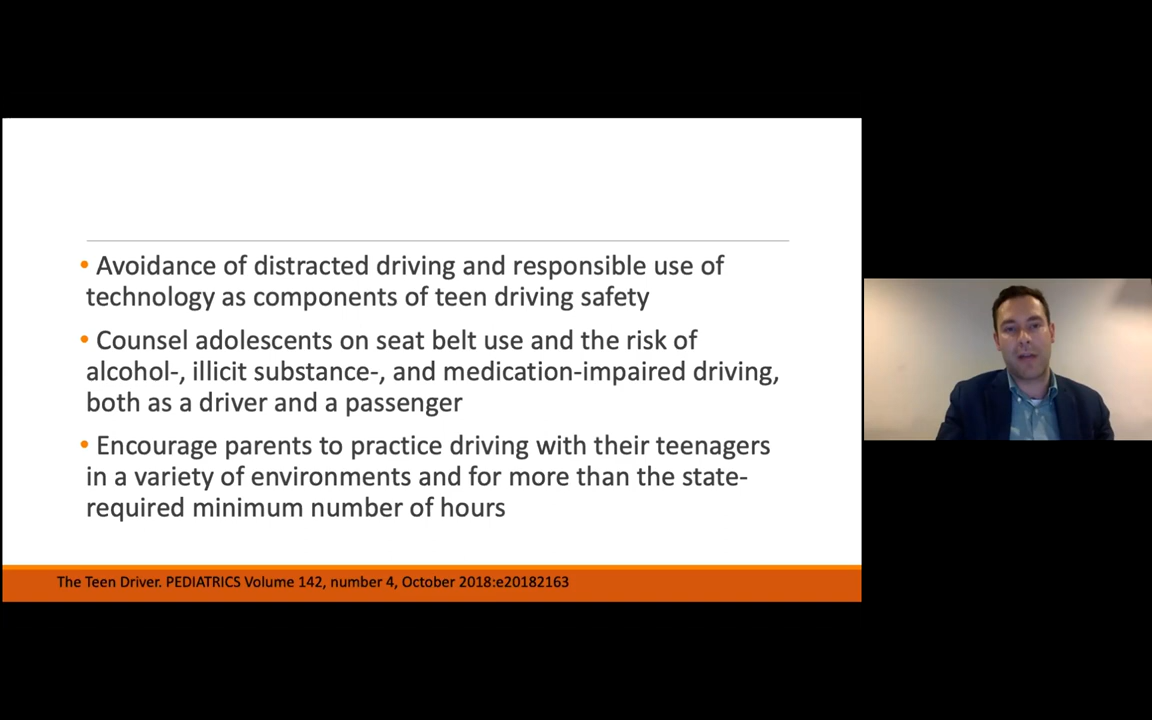 • Avoidance of distracted driving and responsible use of
technology as components of teen driving safety
• Counsel adolescents on seat belt use and the risk of
alcohol-, illicit substance-, and medication-impaired driving,
both as a driver and a passenger
• Encourage parents to practice driving with their teenagers
in a variety of environments and for more than the state-
required minimum number of hours
The Teen Driver. PEDIATRICS Volume 142, number 4, October 2018:e20182163